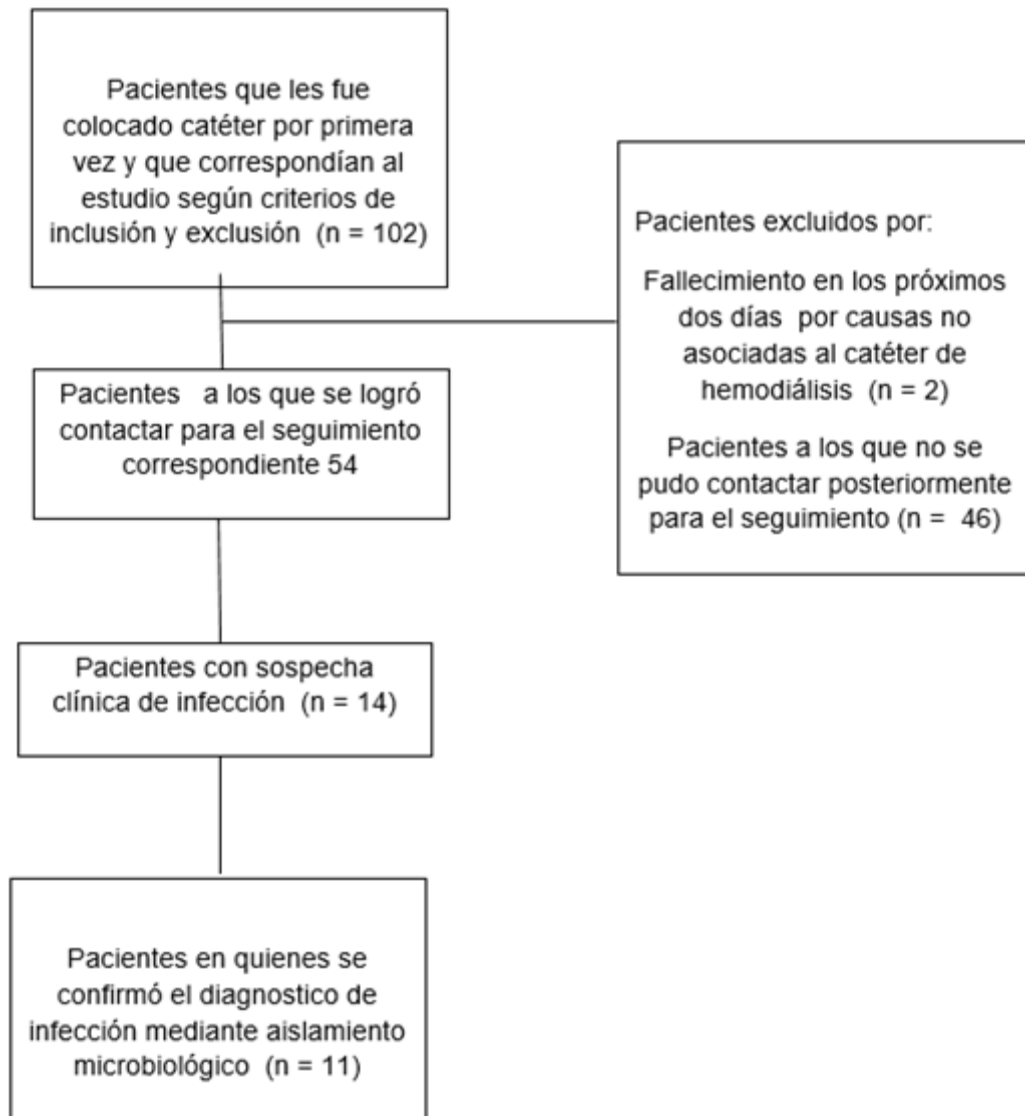 Pacientes que les fue
colocado catéter por primera
vez y que correspondían al
estudio según criterios de
inclusión y exclusión (n = 102)
Pacientes excluidos por:
Fallecimiento en los próximos
dos días por causas no
asociadas al catéter de
hemodiálisis (n = 2)
Pacientes a los que no se
pudo contactar posteriormente
para el seguimiento (n = 46)
Pacientes a los que se logró
contactar para el seguimiento
correspondiente 54
Pacientes con sospecha
clínica de infección (n = 14)
Pacientes en quienes se
confirmó el diagnostico de
infección mediante aislamiento
microbiológico (n = 11)